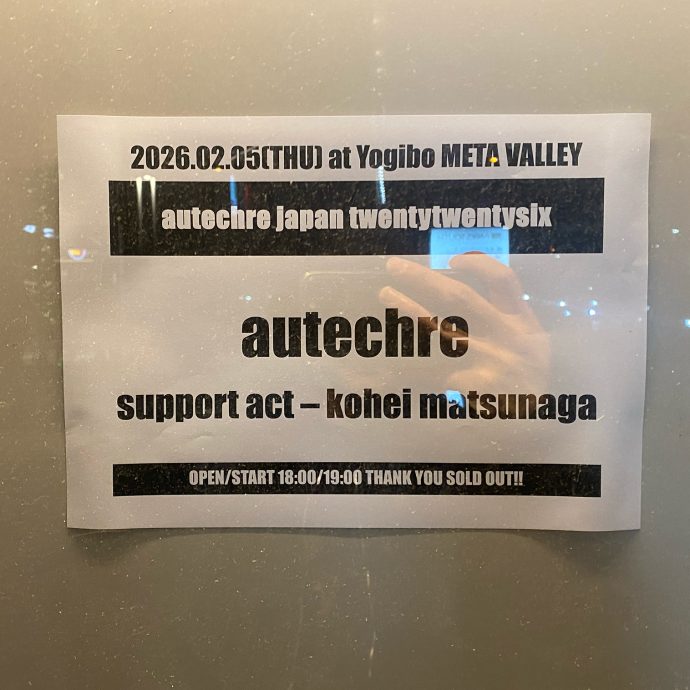 2026.02.05(THU) at Yogibo META VALLEY
autechre japan twentytwentysix
autechre
support act – kohei matsunaga
OPEN/START 18:00/19:00 THANK YOU SOLD OUT!!